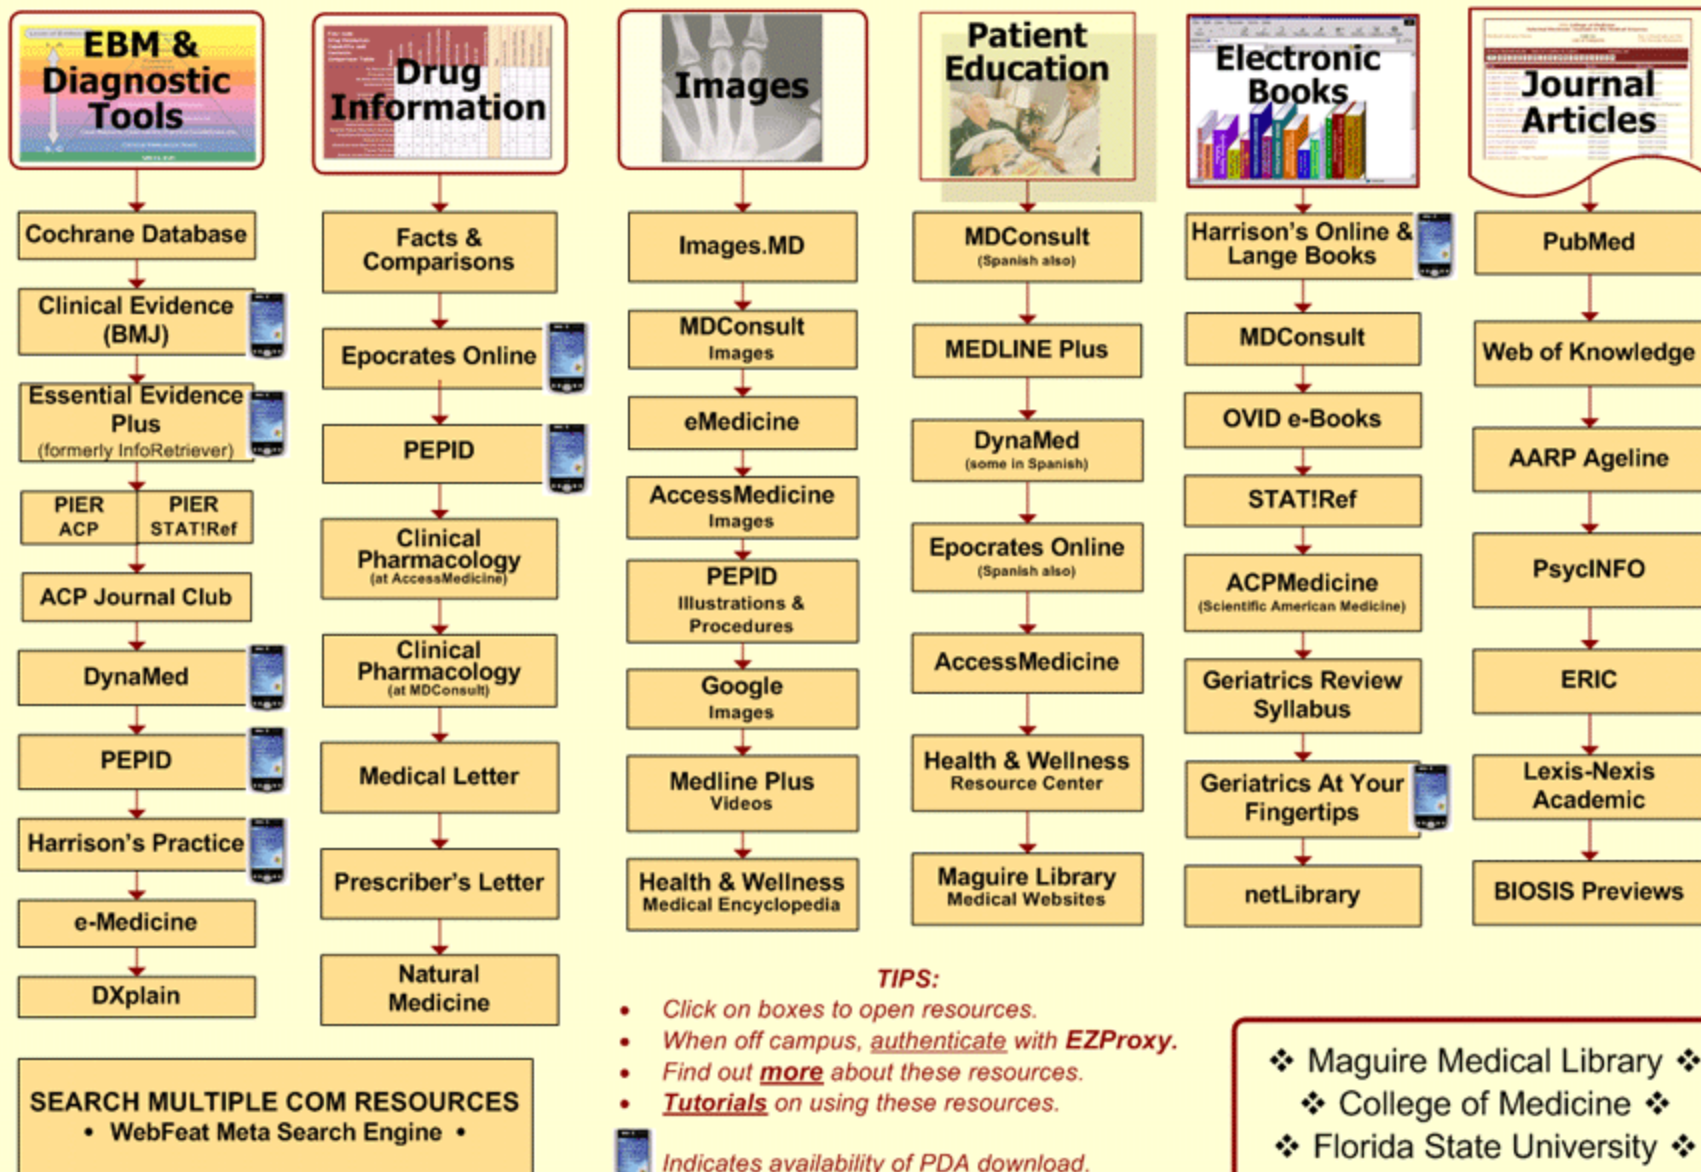 EBM &
Diagnostic
Tools
Cochrane Database
Clinical Evidence
(BMJ)
Essential Evidence
Plus
(formerly InfoRetriever)
PIER
ACP
PIER
STAT!Ref
ACP Journal Club
DynaMed
PEPID
Harrison's Practice
e-Medicine
DXplain
Drug
Information
Facts &
Comparisons
Epocrates Online
PEPID
Clinical
Pharmacology
(at AccessMedicine)
Clinical
Pharmacology
(at MDConsult)
Medical Letter
Prescriber's Letter
Natural
Medicine
Images
Images.MD
MDConsult
Images
eMedicine
AccessMedicine
Images
PEPID
Illustrations &
Procedures
Google
Images
Medline Plus
Videos
Health & Wellness
Medical Encyclopedia
Patient
Education
MDConsult
(Spanish also)
MEDLINE Plus
DynaMed
(some in Spanish)
Epocrates Online
(Spanish also)
AccessMedicine
Health & Wellness
Resource Center
Maguire Library
Medical Websites
Electronic
Books
Harrison's Online &
Lange Books
MDConsult
OVID e-Books
STAT!Ref
ACPMedicine
(Scientific American Medicine)
Geriatrics Review
Syllabus
Geriatrics At Your
Fingertips
netLibrary
Journal
Articles
PubMed
Web of Knowledge
AARP Ageline
PsycINFO
ERIC
Lexis-Nexis
Academic
BIOSIS Previews
SEARCH MULTIPLE COM RESOURCES
• WebFeat Meta Search Engine •
TIPS:
• Click on boxes to open resources.
• When off campus, authenticate with EZProxy.
• Find out more about these resources.
• Tutorials on using these resources.
Indicates availability of PDA download.
❖ Maguire Medical Library ❖
❖ College of Medicine ❖
❖ Florida State University ❖